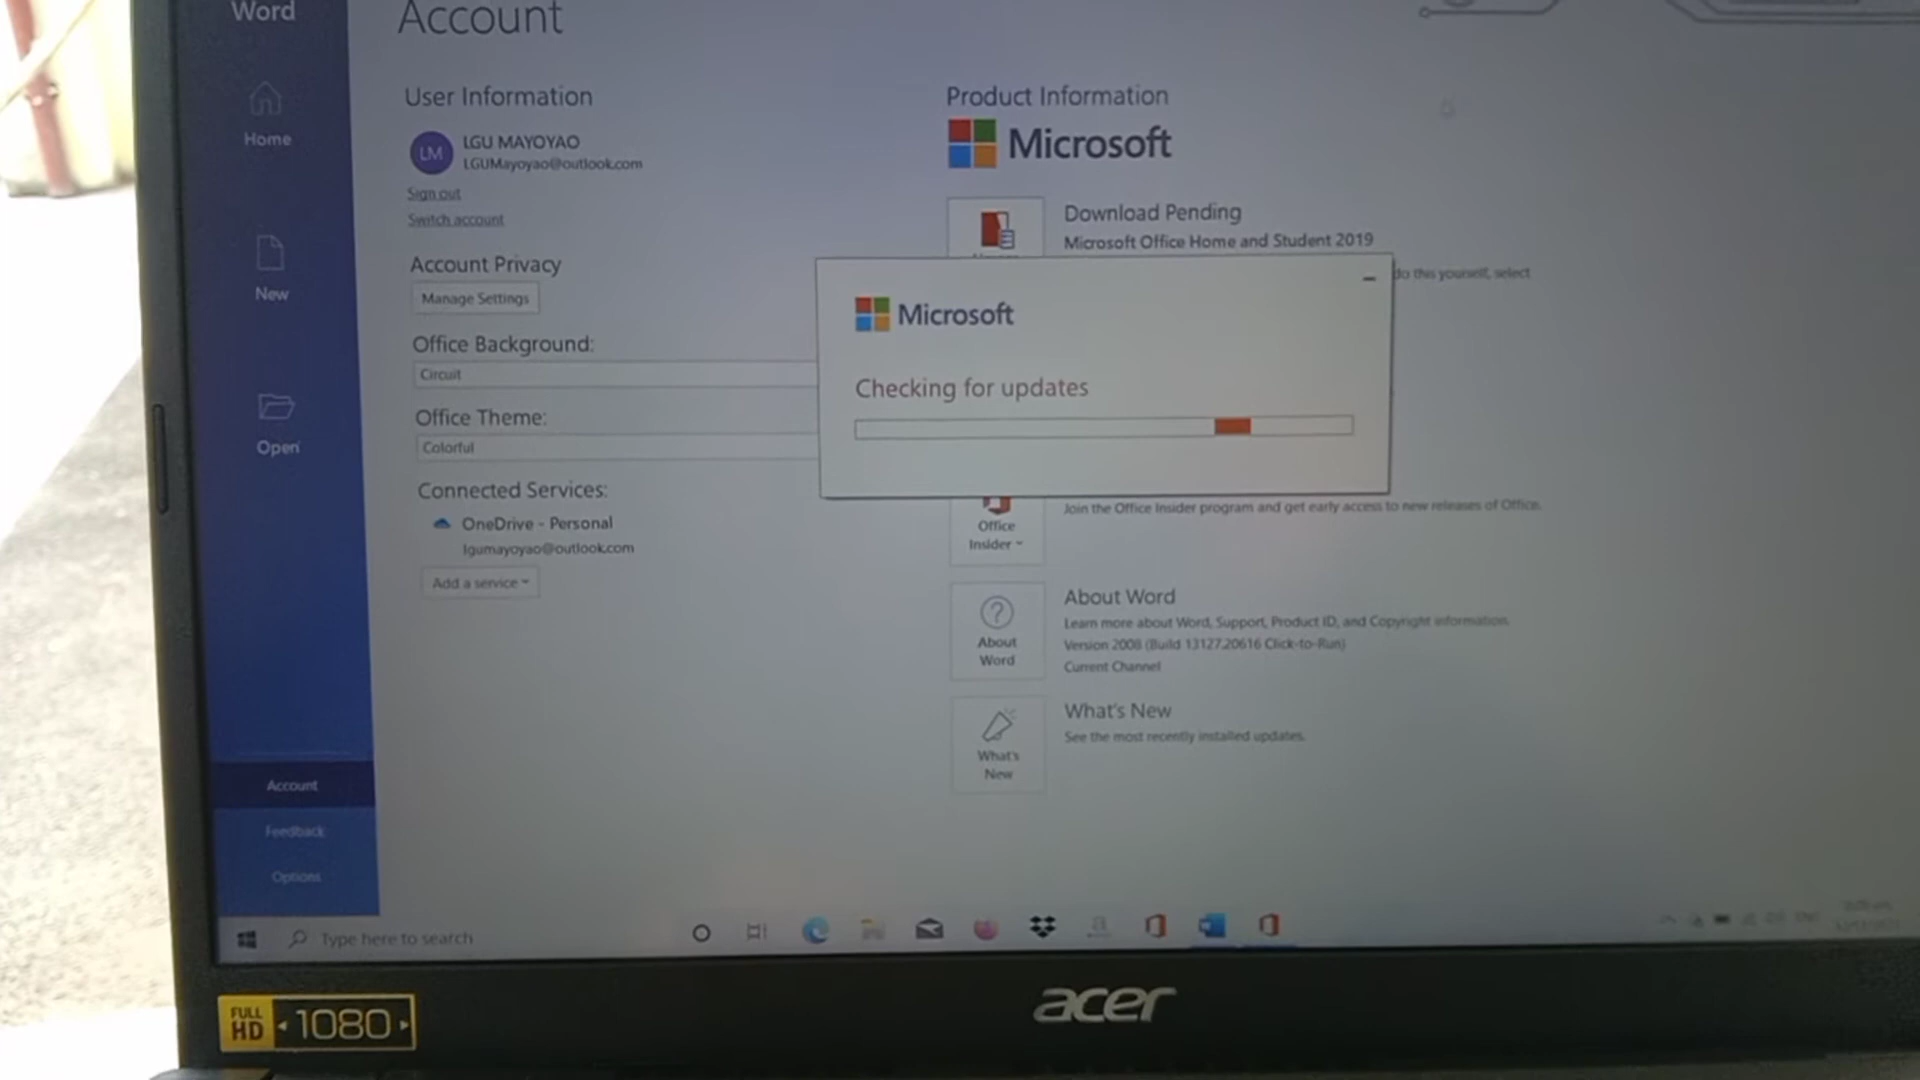 Word
Account
Home
New
Open
Account
Feedback
Options
User Information
LM
LGU MAYOYAO
LGUMayoyao@outlook.com
Sign out
Switch account
Account Privacy
Manage Settings
Office Background:
Circuit
Office Theme:
Colorful
Connected Services:
OneDrive - Personal
lgumayoyao@outlook.com
Add a service
Product Information
Microsoft
Download Pending
Microsoft Office Home and Student 2019
do this yourself, select
Microsoft
Checking for updates
Office
Insider
Join the Office Insider program and get early access to new releases of Office.
About
Word
About Word
Learn more about Word, Support, Product ID, and Copyright information.
Version 2008 (Build 13127.20616 Click-to-Run)
Current Channel
What's
New
What's New
See the most recently installed updates.
Type here to search
FULL
HD
1080
acer